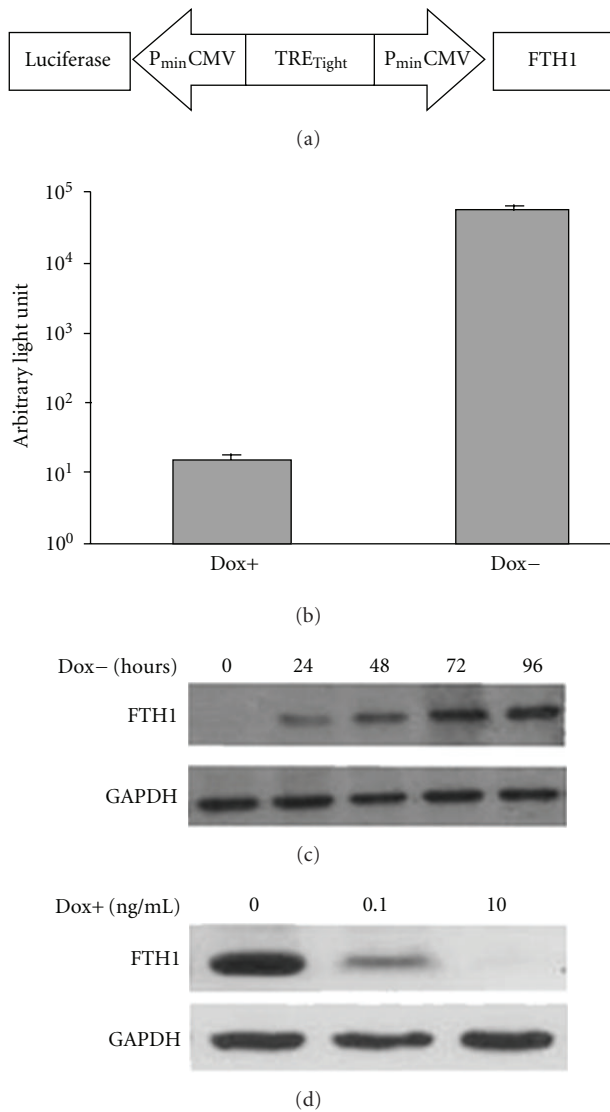 Luciferase PminCMV TRETight PminCMV FTH1
(a)
Arbitrary light unit
10⁵
10⁴
10³
10²
10¹
10⁰
Dox+ Dox−
(b)
Dox− (hours) 0 24 48 72 96
FTH1
GAPDH
(c)
Dox+ (ng/mL) 0 0.1 10
FTH1
GAPDH
(d)